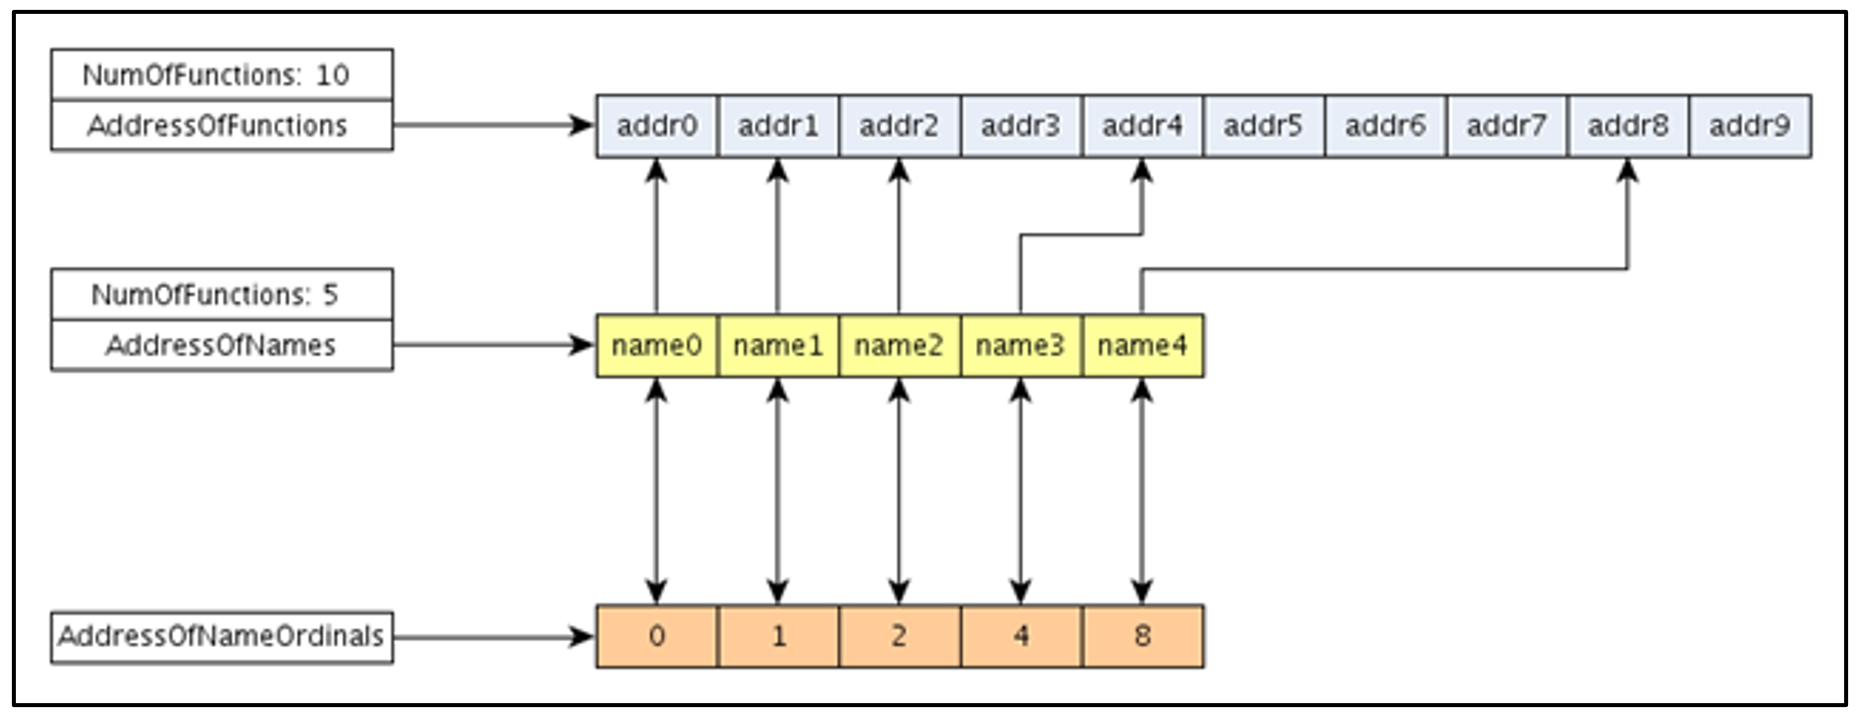 NumOfFunctions: 10
AddressOfFunctions
addr0 addr1 addr2 addr3 addr4 addr5 addr6 addr7 addr8 addr9
NumOfFunctions: 5
AddressOfNames
name0 name1 name2 name3 name4
AddressOfNameOrdinals
0 1 2 4 8